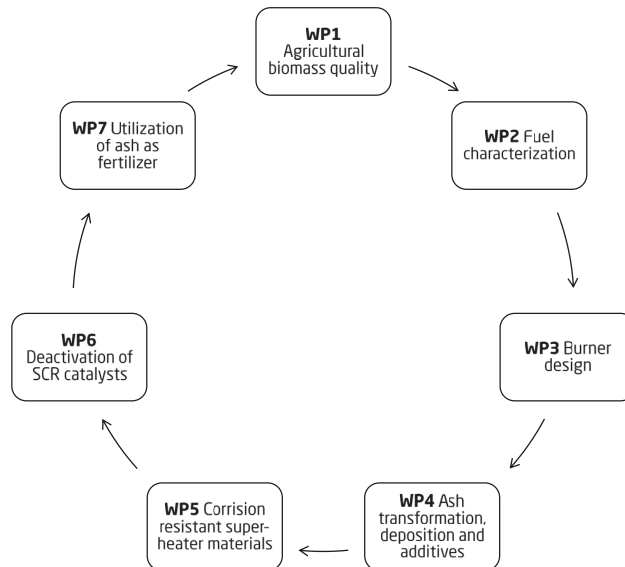 WP1
Agricultural
biomass quality
WP2 Fuel
characterization
WP3 Burner
design
WP4 Ash
transformation,
deposition and
additives
WP5 Corrision
resistant super-
heater materials
WP6
Deactivation of
SCR catalysts
WP7 Utilization
of ash as
fertilizer